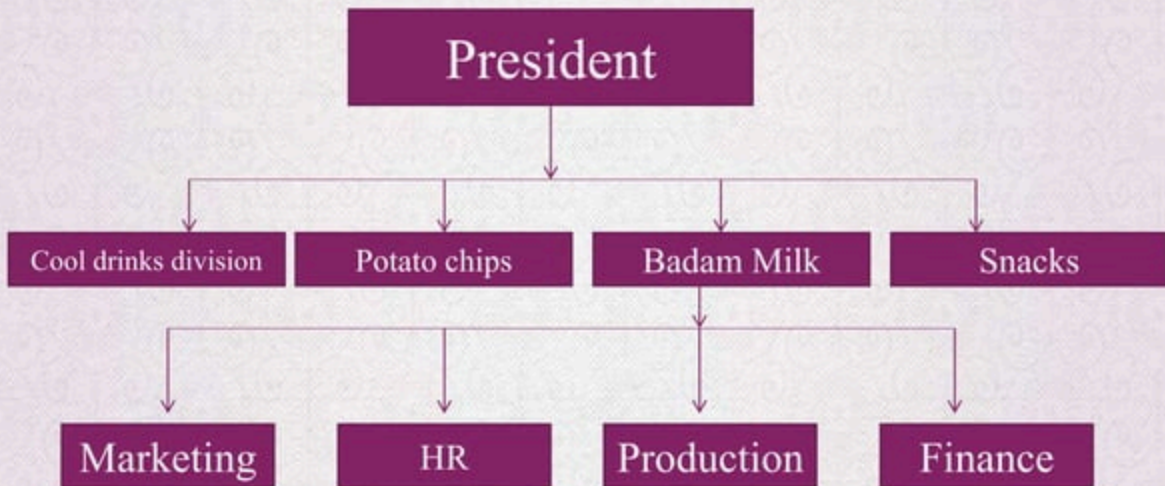 President
Cool drinks division
Potato chips
Badam Milk
Snacks
Marketing
HR
Production
Finance